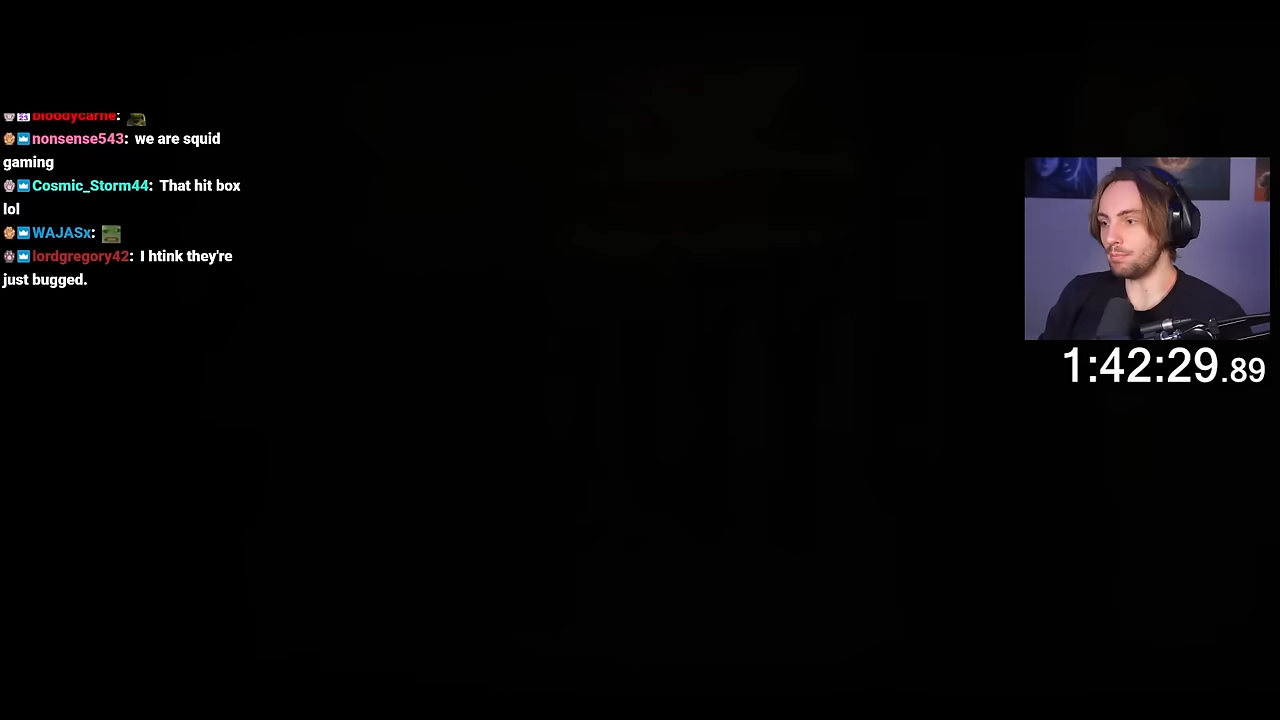 bloodycarne:
nonsense543: we are squid
gaming
Cosmic_Storm44: That hit box
lol
WAJASx:
lordgregory42: I htink they're
just bugged.
1:42:29.89